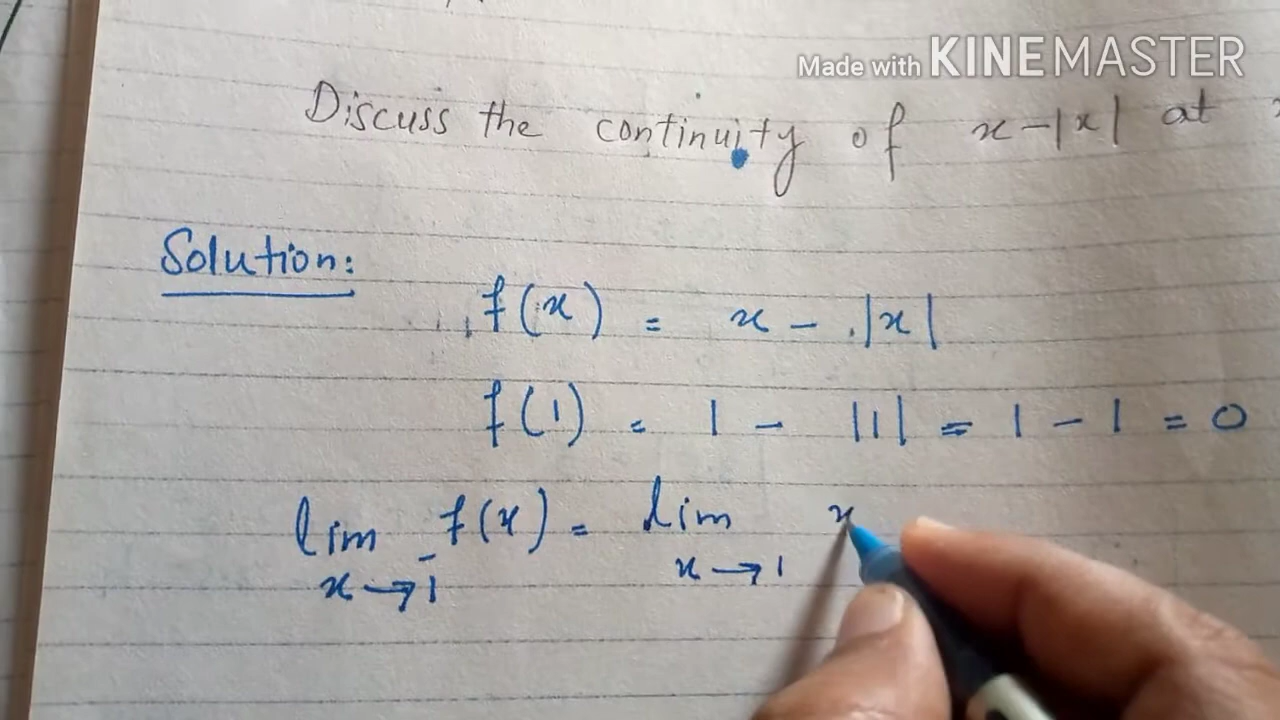 Made with KINEMASTER
Discuss the continuity of x-|x| at
Solution:
f(x) = x - |x|
f(1) = 1 - |1| = 1 - 1 = 0
lim f(x) = lim x
x→1⁻ x→1